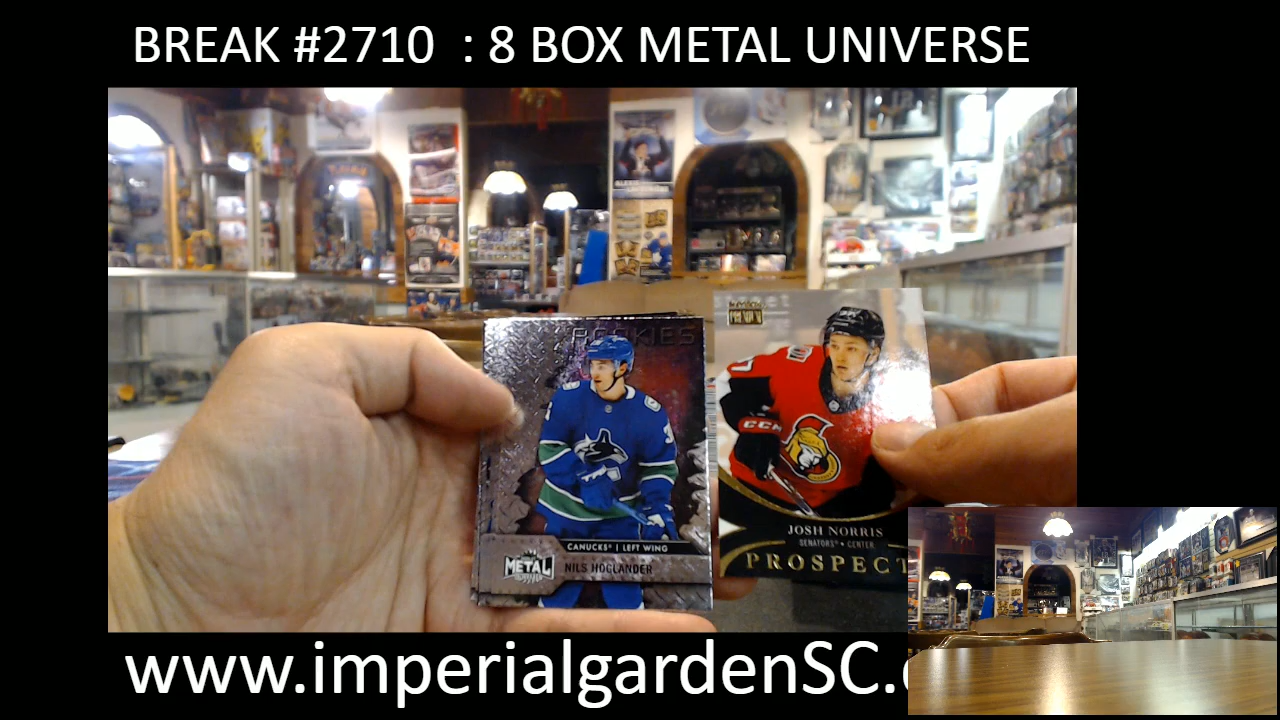 BREAK #2710 : 8 BOX METAL UNIVERSE
ROOKIES
CANUCKS | LEFT WING
METAL
NILS HOGLANDER
CCM
JOSH NORRIS
SENATORS • CENTER
PROSPECT
www.imperialgardenSC.